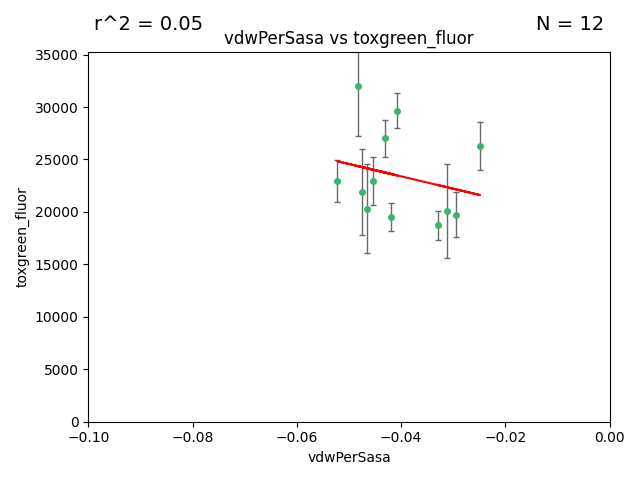 r^2 = 0.05
N = 12
vdwPerSasa vs toxgreen_fluor
35000
30000
25000
20000
15000
10000
5000
0
toxgreen_fluor
−0.10
−0.08
−0.06
−0.04
−0.02
0.00
vdwPerSasa